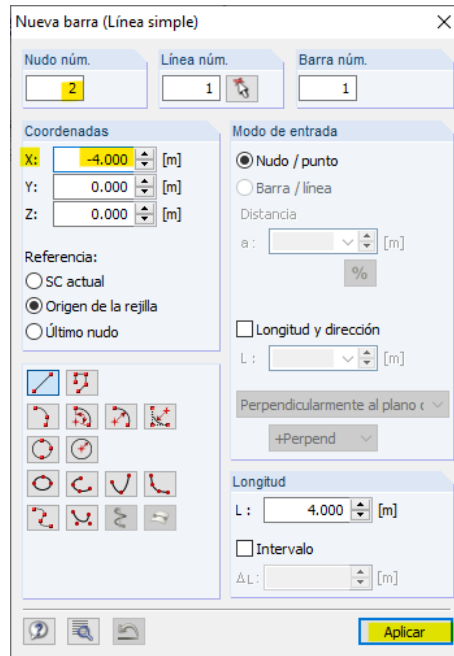 Nueva barra (Línea simple)
Nudo núm.
2
Línea núm.
1
Barra núm.
1
Coordenadas
X: -4.000 [m]
Y: 0.000 [m]
Z: 0.000 [m]
Referencia:
SC actual
Origen de la rejilla
Último nudo
Modo de entrada
Nudo / punto
Barra / línea
Distancia
a: [m]
%
Longitud y dirección
L: [m]
Perpendicularmente al plano
+Perpend
Longitud
L: 4.000 [m]
Intervalo
ΔL: [m]
Aplicar